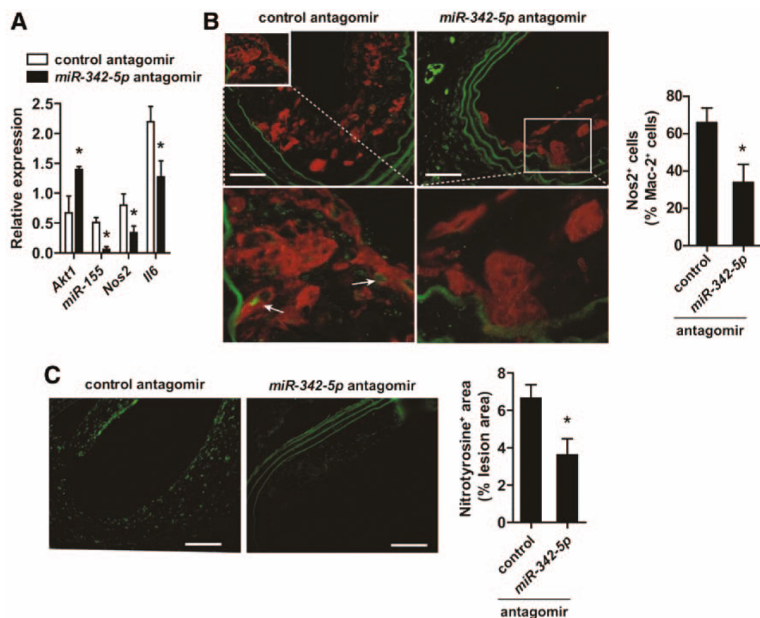 A
control antagomir
miR-342-5p antagomir
Relative expression
2.5
2.0
1.5
1.0
0.5
0.0
*
*
*
*
Akt1
miR-155
Nos2
Il6
B
control antagomir
miR-342-5p antagomir
Nos2+ cells
(% Mac-2+ cells)
80
60
40
20
0
*
control
miR-342-5p
antagomir
C
control antagomir
miR-342-5p antagomir
Nitrotyrosine+ area
(% lesion area)
8
6
4
2
0
*
control
miR-342-5p
antagomir